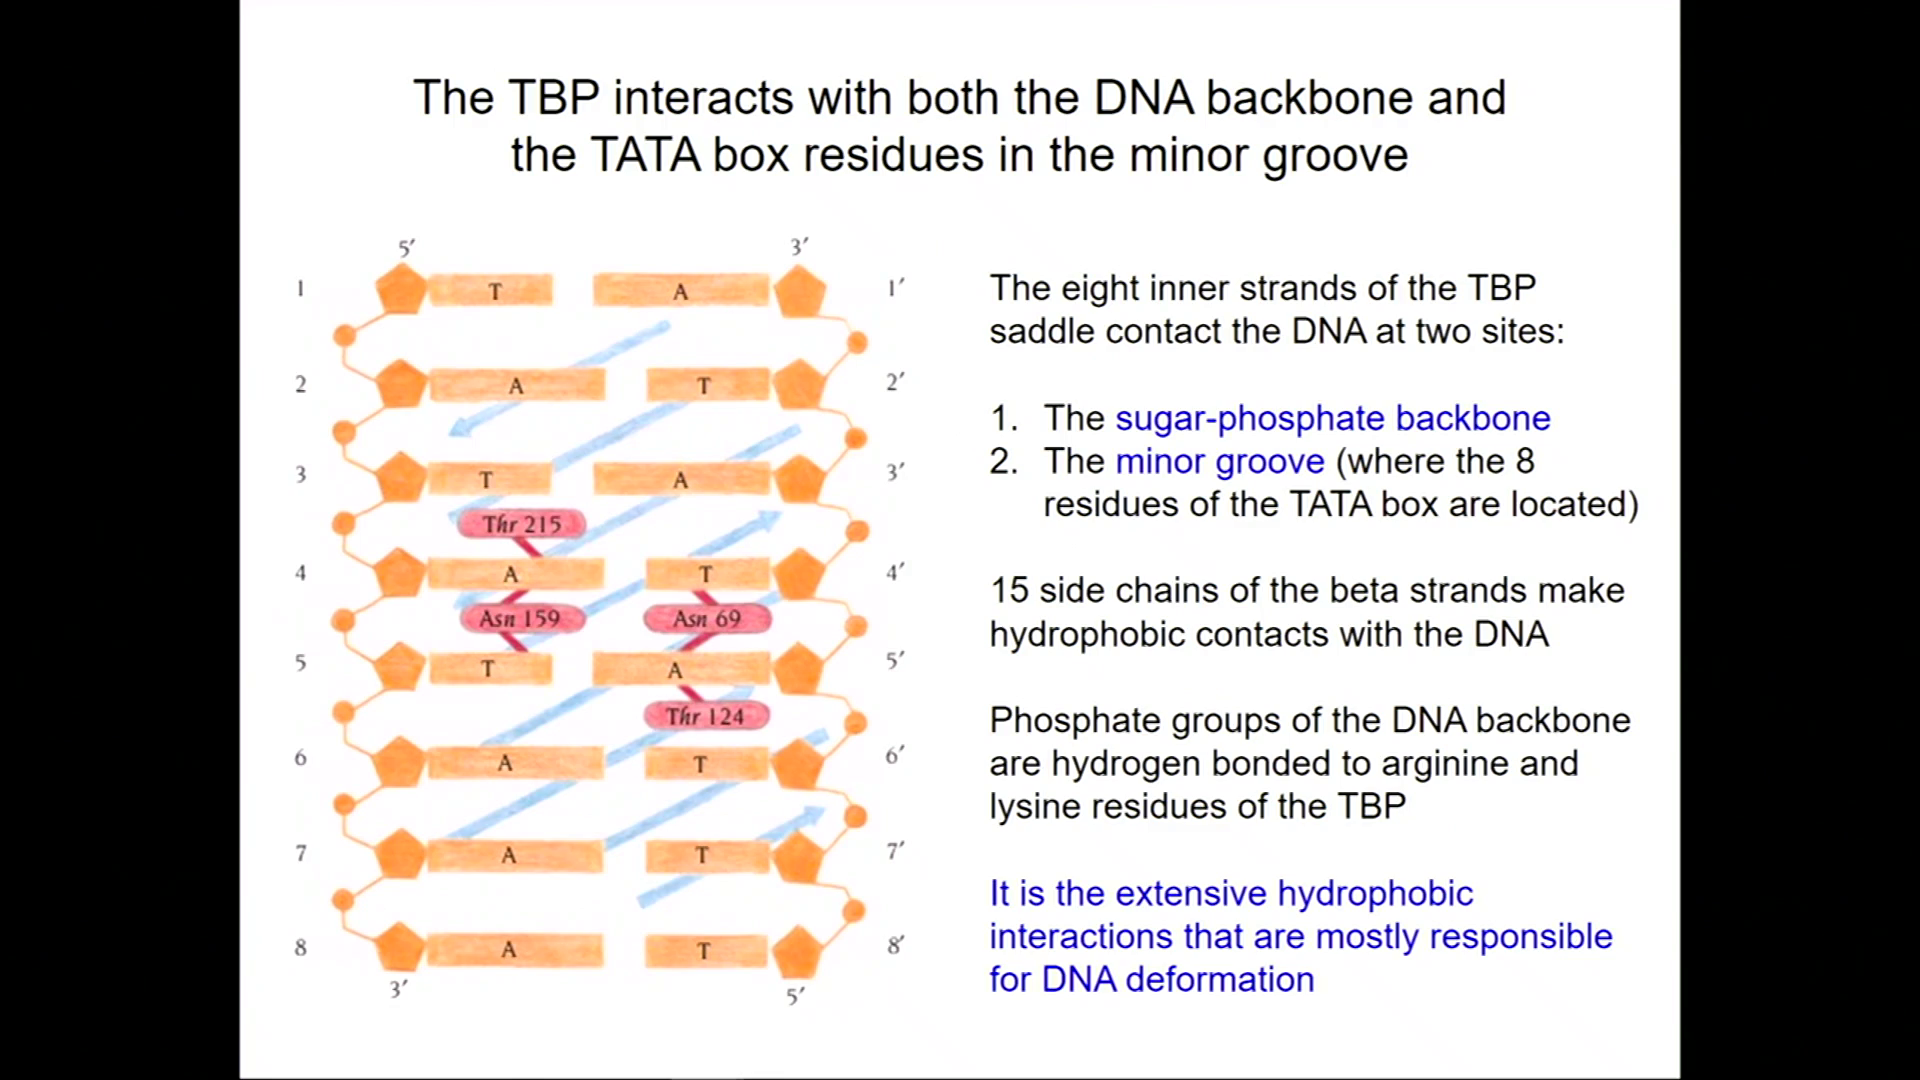 The TBP interacts with both the DNA backbone and
the TATA box residues in the minor groove
5′ 3′
1 T A 1′
2 A T 2′
3 T A 3′
Thr 215
4 A T 4′
Asn 159 Asn 69
5 T A 5′
Thr 124
6 A T 6′
7 A T 7′
8 A T 8′
3′ 5′
The eight inner strands of the TBP
saddle contact the DNA at two sites:
1. The sugar-phosphate backbone
2. The minor groove (where the 8
residues of the TATA box are located)
15 side chains of the beta strands make
hydrophobic contacts with the DNA
Phosphate groups of the DNA backbone
are hydrogen bonded to arginine and
lysine residues of the TBP
It is the extensive hydrophobic
interactions that are mostly responsible
for DNA deformation